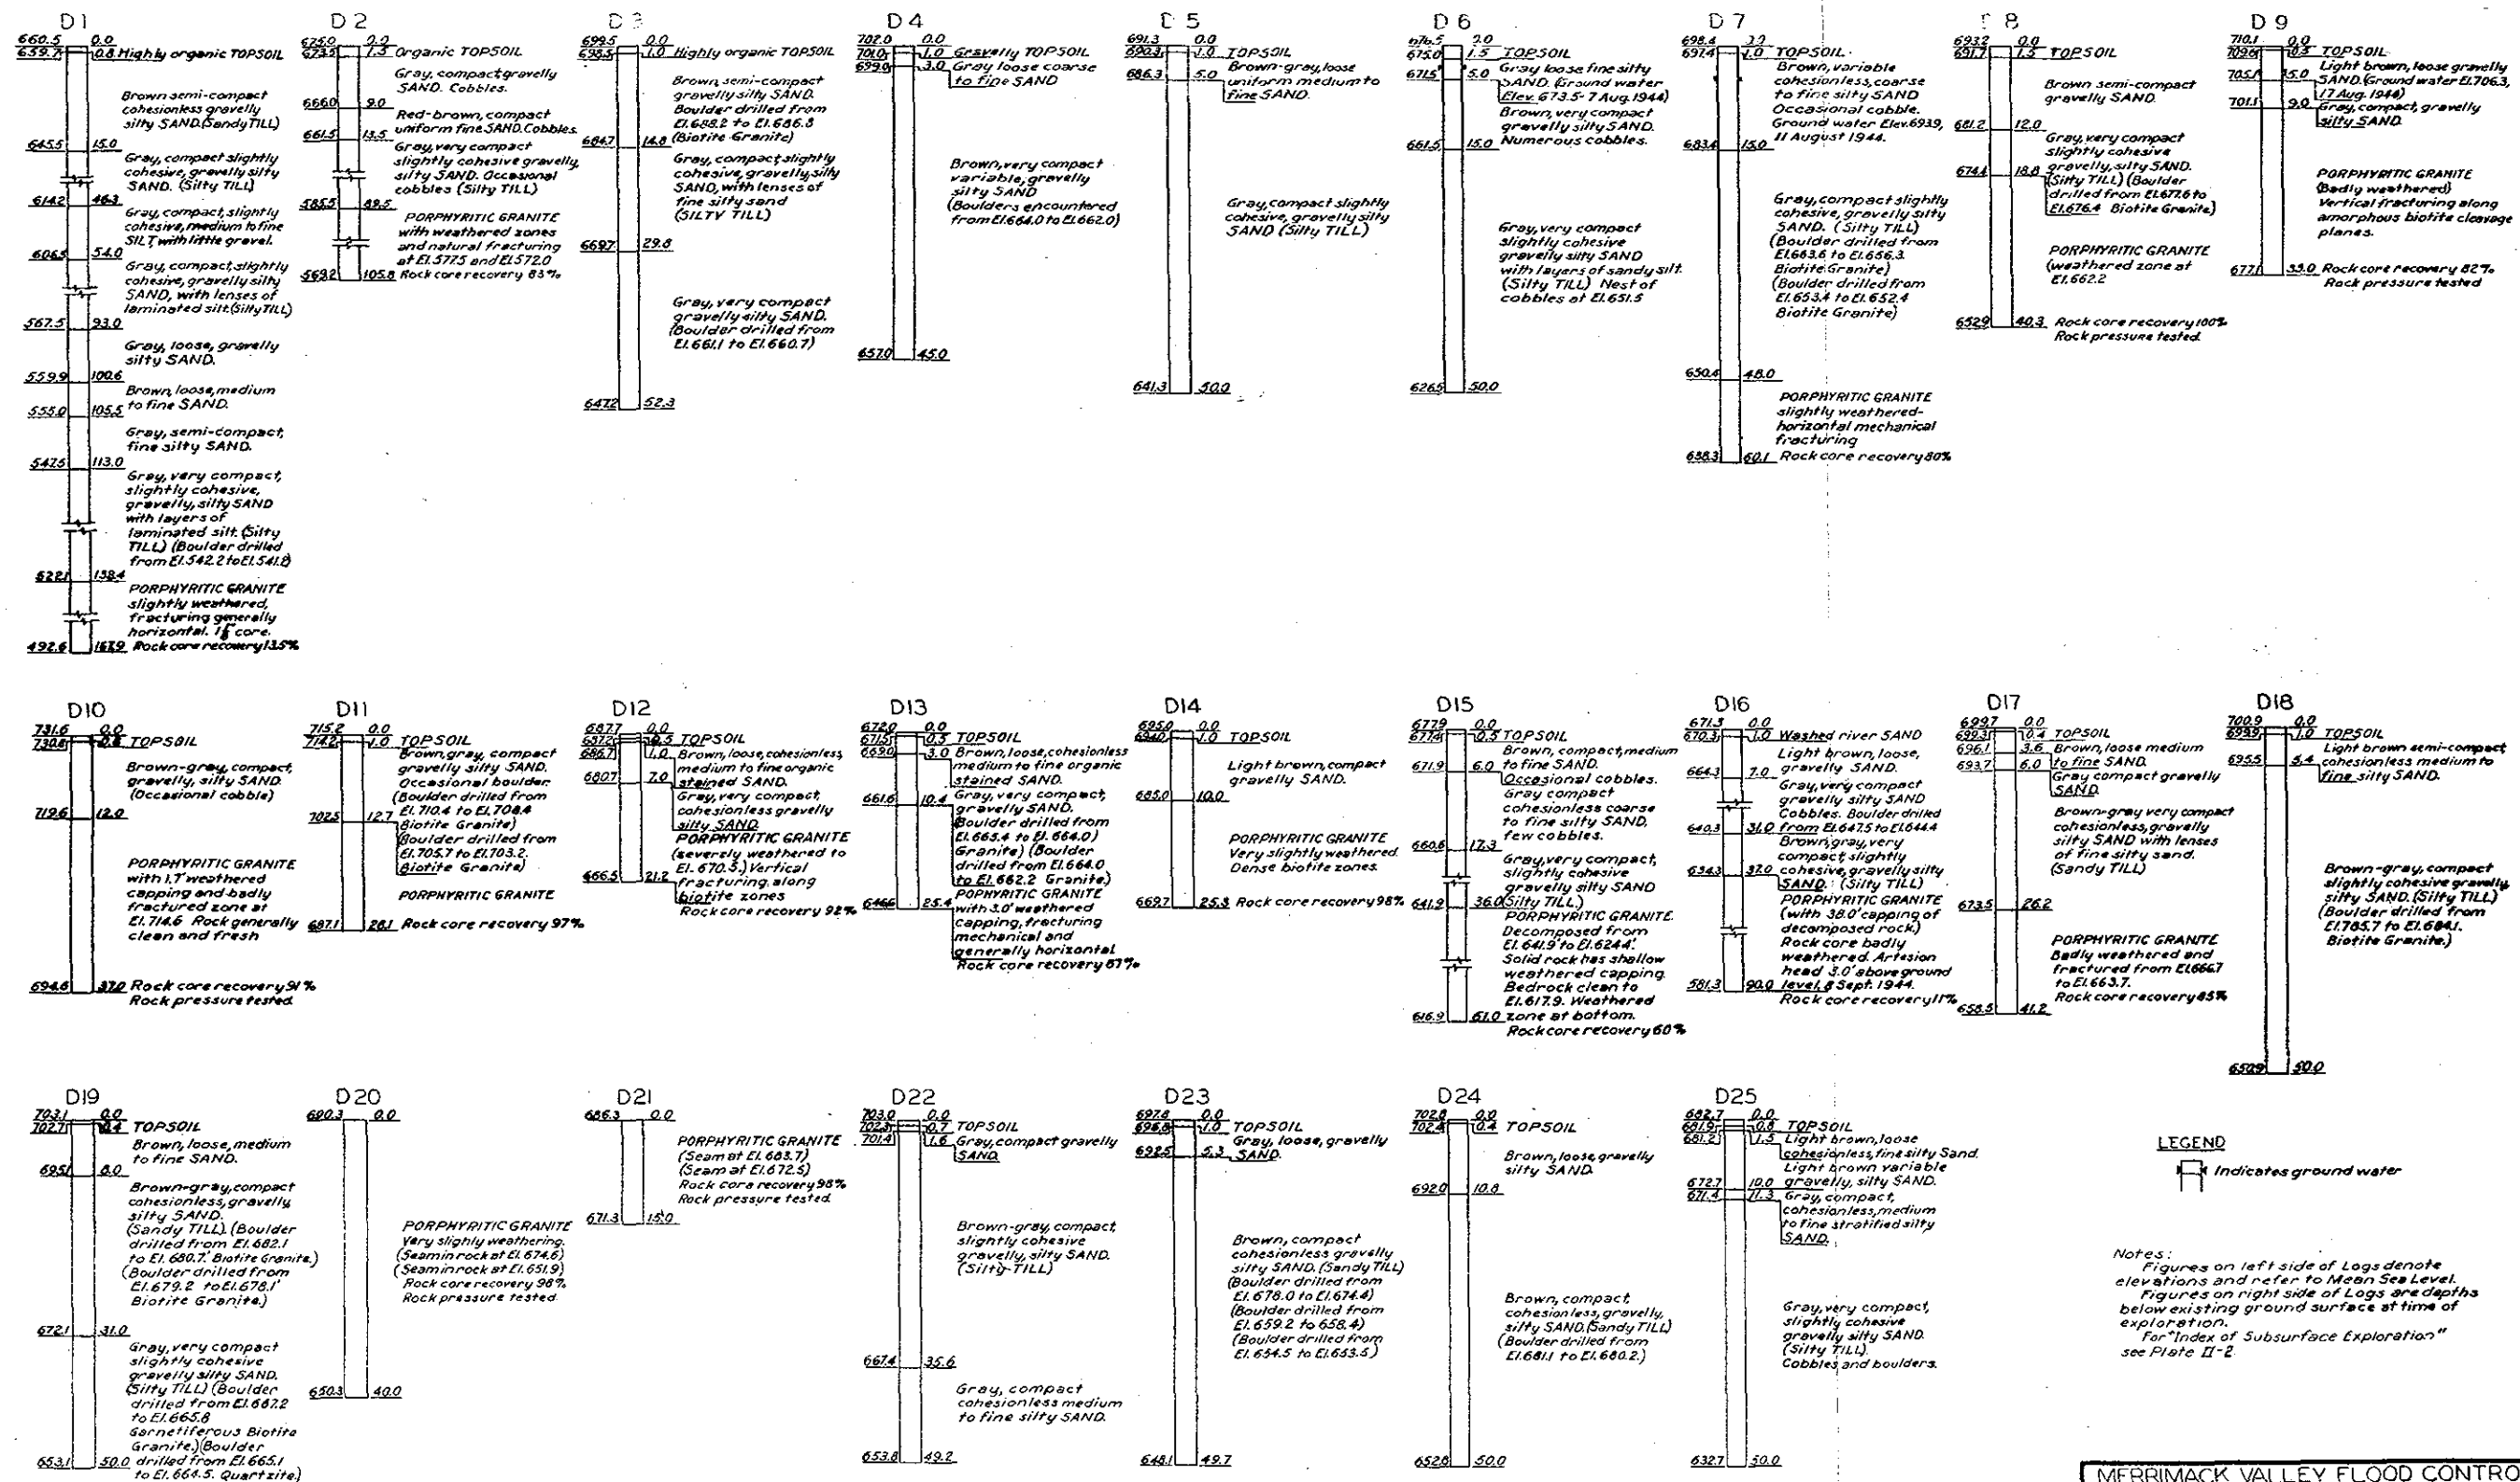 D1
660.5 0.0
659.7 0.8 Highly organic TOPSOIL
Brown semi-compact
cohesionless gravelly
silty SAND.(Sandy TILL)
645.5 15.0
Gray, compact slightly
cohesive, gravelly silty
SAND. (Silty TILL)
614.2 46.3
Gray, compact, slightly
cohesive, medium to fine
SILT with little gravel.
606.5 54.0
Gray, compact, slightly
cohesive, gravelly silty
SAND, with lenses of
laminated silt.(Silty TILL)
567.5 93.0
Gray, loose, gravelly
silty SAND.
559.9 100.6
Brown, loose, medium
to fine SAND.
555.0 105.5
Gray, semi-compact,
fine silty SAND.
547.5 113.0
Gray, very compact,
slightly cohesive,
gravelly, silty SAND
with layers of
laminated silt. (Silty
TILL) (Boulder drilled
from El.542.2 to El.541.8)
522.1 138.4
PORPHYRITIC GRANITE
slightly weathered,
fracturing generally
horizontal. core.
492.6 167.9 Rock core recovery
D2
675.0 0.0
673.5 1.5 Organic TOPSOIL
Gray, compact gravelly
SAND. Cobbles.
666.0 9.0
Red-brown, compact
uniform fine SAND. Cobbles.
661.5 13.5
Gray, very compact
slightly cohesive gravelly,
silty SAND. Occasional
cobbles (Silty TILL)
585.5 89.5
PORPHYRITIC GRANITE
with weathered zones
and natural fracturing
at El.577.5 and El.572.0
569.2 105.8 Rock core recovery 83%
D3
699.5 0.0
698.5 1.0 Highly organic TOPSOIL
Brown, semi-compact
gravelly silty SAND.
Boulder drilled from
El.688.2 to El.686.8
(Biotite Granite)
684.7 14.8
Gray, compact, slightly
cohesive, gravelly, silty
SAND, with lenses of
fine silty sand
(SILTY TILL)
669.7 29.8
Gray, very compact
gravelly silty SAND.
(Boulder drilled from
El.661.1 to El.660.7)
647.2 52.3
D4
702.0 0.0
701.0 1.0 Gravelly TOPSOIL
699.0 3.0 Gray loose coarse
to fine SAND
Brown, very compact
variable, gravelly
silty SAND
(Boulders encountered
from El.664.0 to El.662.0)
657.0 45.0
D5
691.3 0.0
690.3 1.0 TOPSOIL
Brown-gray, loose
686.3 5.0 uniform medium to
fine SAND.
Gray, compact slightly
cohesive, gravelly silty
SAND (Silty TILL)
641.3 50.0
D6
676.5 0.0
675.0 1.5 TOPSOIL
Gray loose fine silty
671.5 5.0 SAND. (Ground water
Elev. 673.5- 7 Aug. 1944)
Brown, very compact
gravelly silty SAND.
661.5 15.0 Numerous cobbles.
Gray, very compact
slightly cohesive
gravelly silty SAND
with layers of sandy silt.
(Silty TILL) Nest of
cobbles at El.651.5
626.5 50.0
D7
698.4 0.0
697.4 1.0 TOPSOIL.
Brown, variable
cohesionless, coarse
to fine silty SAND
Occasional cobble.
Ground water Elev.693.9,
11 August 1944.
683.4 15.0
Gray, compact slightly
cohesive, gravelly silty
SAND. (Silty TILL)
(Boulder drilled from
El.663.6 to El.656.3.
Biotite Granite)
(Boulder drilled from
El.653.4 to El.652.4
Biotite Granite)
650.4 48.0
PORPHYRITIC GRANITE
slightly weathered-
horizontal mechanical
fracturing
638.3 60.1 Rock core recovery 80%
D8
693.2 0.0
691.7 1.5 TOPSOIL
Brown semi-compact
gravelly SAND.
681.2 12.0
Gray, very compact
slightly cohesive
gravelly, silty SAND.
674.4 18.8 (Silty TILL) (Boulder
drilled from El.677.6 to
El.676.4 Biotite Granite)
PORPHYRITIC GRANITE
(weathered zone at
El.662.2
652.9 40.3 Rock core recovery 100%
Rock pressure tested.
D9
710.1 0.0
709.6 0.5 TOPSOIL
Light brown, loose gravelly
705.1 5.0 SAND. (Ground water El.706.3,
17 Aug. 1944)
701.1 9.0 Gray, compact, gravelly
silty SAND.
PORPHYRITIC GRANITE
(Badly weathered)
Vertical fracturing along
amorphous biotite cleavage
planes.
677.1 33.0 Rock core recovery 82%
Rock pressure tested
D10
731.6 0.0
730.8 0.8 TOPSOIL
Brown-gray, compact,
gravelly, silty SAND.
(Occasional cobble)
719.6 12.0
PORPHYRITIC GRANITE
with 1.7' weathered
capping and badly
fractured zone at
El.714.6 Rock generally
clean and fresh
694.6 37.0 Rock core recovery 91%
Rock pressure tested.
D11
715.2 0.0
714.2 1.0 TOPSOIL
Brown, gray, compact
gravelly silty SAND.
Occasional boulder.
(Boulder drilled from
El.710.4 to El.708.4
702.5 12.7 Biotite Granite)
(Boulder drilled from
El.705.7 to El.703.2.
Biotite Granite)
PORPHYRITIC GRANITE
687.1 28.1 Rock core recovery 97%
D12
687.7 0.0
687.2 0.5 TOPSOIL
686.7 1.0 Brown, loose, cohesionless,
medium to fine organic
680.7 7.0 stained SAND.
Gray, very compact,
cohesionless gravelly
silty SAND
PORPHYRITIC GRANITE
(severely weathered to
El. 670.5.) Vertical
666.5 21.2 fracturing along
biotite zones
Rock core recovery 92%
D13
672.0 0.0
671.5 0.5 TOPSOIL
669.0 3.0 Brown, loose, cohesionless
medium to fine organic
stained SAND.
661.6 10.4 Gray, very compact,
gravelly SAND.
(Boulder drilled from
El.665.4 to El.664.0)
Granite) (Boulder
drilled from El.664.0
to El.662.2 Granite.)
646.6 25.4 POPHYRITIC GRANITE
with 3.0' weathered
capping, fracturing
mechanical and
generally horizontal
Rock core recovery 87%
D14
695.0 0.0
694.0 1.0 TOPSOIL
Light brown, compact
gravelly SAND.
685.0 10.0
PORPHYRITIC GRANITE
Very slightly weathered.
Dense biotite zones.
669.7 25.3 Rock core recovery 98%
D15
677.9 0.0
677.4 0.5 TOPSOIL
Brown, compact, medium
671.9 6.0 to fine SAND.
Occasional cobbles.
Gray compact
cohesionless coarse
to fine silty SAND,
few cobbles.
660.6 17.3
Gray, very compact,
slightly cohesive
gravelly silty SAND
641.9 36.0 (Silty TILL.)
PORPHYRITIC GRANITE.
Decomposed from
El.641.9 to El.624.4.
Solid rock has shallow
weathered capping.
Bedrock clean to
El.617.9. Weathered
616.9 61.0 zone at bottom.
Rock core recovery 60%
D16
671.3 0.0
670.3 1.0 Washed river SAND
Light brown, loose,
664.3 7.0 gravelly SAND.
Gray, very compact
gravelly silty SAND
Cobbles. Boulder drilled
640.3 31.0 from El.647.5 to El.644.4
Brown, gray, very
compact, slightly
634.3 37.0 cohesive, gravelly silty
SAND. (Silty TILL)
PORPHYRITIC GRANITE
(with 38.0' capping of
decomposed rock.)
Rock core badly
weathered. Artesion
head 3.0' above ground
581.3 90.0 level, 8 Sept. 1944.
Rock core recovery 11%
D17
699.7 0.0
699.3 0.4 TOPSOIL
696.1 3.6 Brown, loose medium
to fine SAND.
693.7 6.0 Gray compact gravelly
SAND
Brown-gray very compact
cohesionless, gravelly
silty SAND with lenses
of fine silty sand.
(Sandy TILL)
673.5 26.2
PORPHYRITIC GRANITE
Badly weathered and
fractured from El.666.7
to El.663.7.
Rock core recovery 85%
658.5 41.2
D18
700.9 0.0
699.9 1.0 TOPSOIL
Light brown semi-compact
695.5 5.4 cohesionless medium to
fine silty SAND.
Brown-gray, compact
slightly cohesive gravelly,
silty SAND. (Silty TILL)
(Boulder drilled from
El.785.7 to El.684.1.
Biotite Granite.)
650.9 50.0
D19
703.1 0.0
702.7 0.4 TOPSOIL
Brown, loose, medium
to fine SAND.
695.1 8.0
Brown-gray, compact
cohesionless, gravelly,
silty SAND.
(Sandy TILL) (Boulder
drilled from El.682.1
to El.680.7. Biotite Granite.)
(Boulder drilled from
El.679.2 to El.678.1
Biotite Granite.)
672.1 31.0
Gray, very compact
slightly cohesive
gravelly silty SAND.
(Silty TILL) (Boulder
drilled from El.667.2
to El.665.8
Garnetiferous Biotite
Granite.) (Boulder
653.1 50.0 drilled from El.665.1
to El.664.5. Quartzite.)
D20
690.3 0.0
PORPHYRITIC GRANITE
Very slightly weathering.
(Seam in rock at El.674.6)
(Seam in rock at El.651.9)
Rock core recovery 98%
Rock pressure tested.
650.3 40.0
D21
686.3 0.0
PORPHYRITIC GRANITE
(Seam at El.683.7)
(Seam at El.672.5)
Rock core recovery 98%
Rock pressure tested.
671.3 15.0
D22
703.0 0.0
702.3 0.7 TOPSOIL
701.4 1.6 Gray, compact gravelly
SAND.
Brown-gray, compact,
slightly cohesive
gravelly, silty SAND.
(Silty TILL)
667.4 35.6
Gray, compact
cohesionless medium
to fine silty SAND.
653.8 49.2
D23
697.8 0.0
696.8 1.0 TOPSOIL
Gray, loose, gravelly
692.5 5.3 SAND.
Brown, compact
cohesionless gravelly
silty SAND. (Sandy TILL)
(Boulder drilled from
El.678.0 to El.674.4)
(Boulder drilled from
El.659.2 to 658.4)
(Boulder drilled from
El.654.5 to El.653.5)
648.1 49.7
D24
702.8 0.0
702.4 0.4 TOPSOIL
Brown, loose, gravelly
silty SAND.
692.0 10.8
Brown, compact,
cohesionless, gravelly,
silty SAND.(Sandy TILL)
(Boulder drilled from
El.681.1 to El.680.2.)
652.8 50.0
D25
682.7 0.0
681.9 0.8 TOPSOIL
681.2 1.5 Light brown, loose
cohesionless, fine silty Sand.
Light brown variable
672.7 10.0 gravelly, silty SAND.
671.4 11.3 Gray, compact,
cohesionless, medium
to fine stratified silty
SAND.
Gray, very compact,
slightly cohesive
gravelly silty SAND.
(Silty TILL).
Cobbles and boulders.
632.7 50.0
LEGEND
Indicates ground water
Notes:
Figures on left side of Logs denote
elevations and refer to Mean Sea Level.
Figures on right side of Logs are depths
below existing ground surface at time of
exploration.
For "Index of Subsurface Exploration"
see Plate II-2.
MERRIMACK VALLEY FLOOD CONTRO